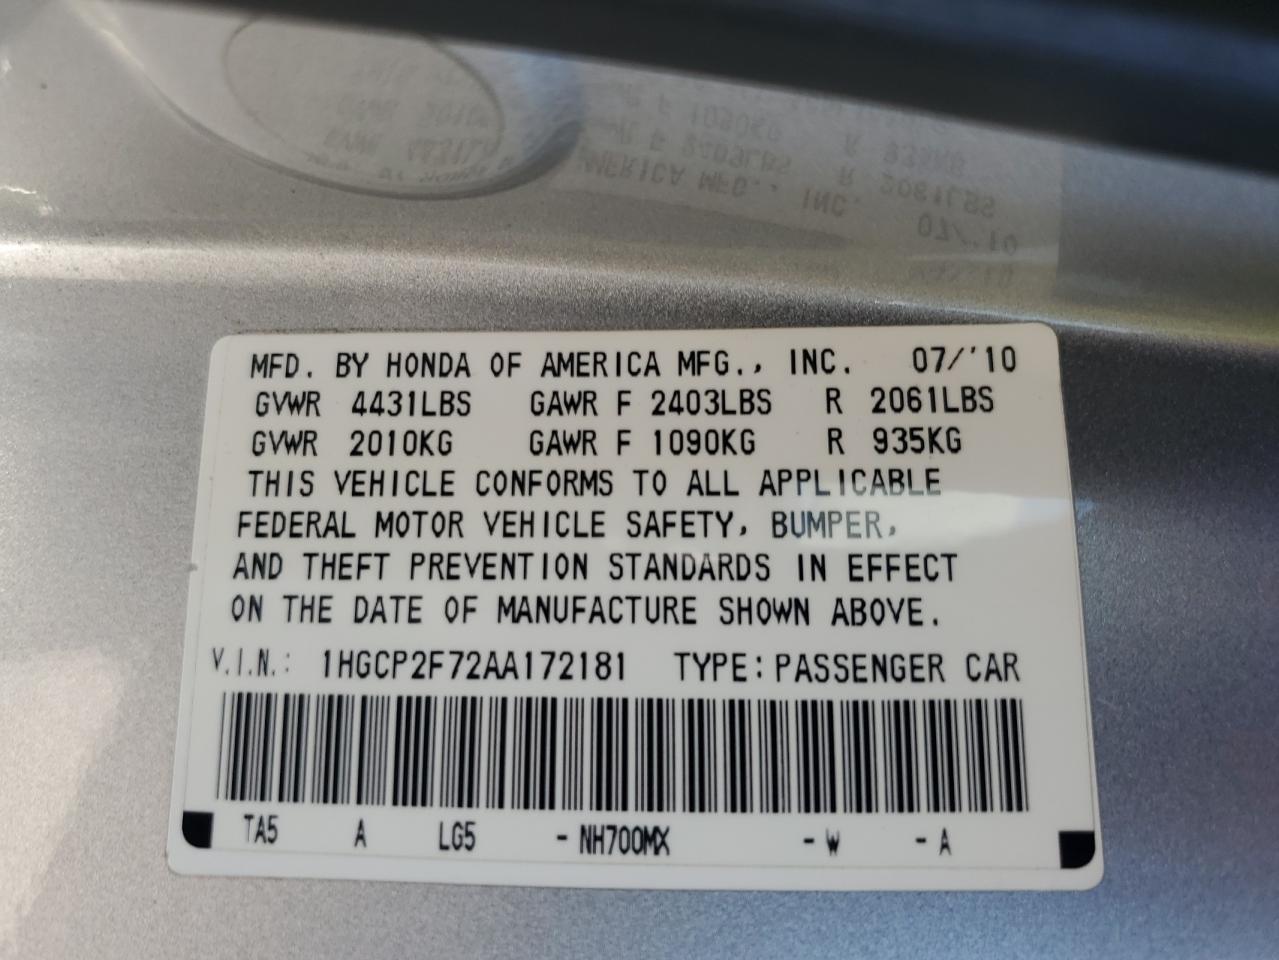 MFD. BY HONDA OF AMERICA MFG., INC. 07/'10
GVWR 4431LBS GAWR F 2403LBS R 2061LBS
GVWR 2010KG GAWR F 1090KG R 935KG
THIS VEHICLE CONFORMS TO ALL APPLICABLE
FEDERAL MOTOR VEHICLE SAFETY, BUMPER,
AND THEFT PREVENTION STANDARDS IN EFFECT
ON THE DATE OF MANUFACTURE SHOWN ABOVE.
V.I.N.: 1HGCP2F72AA172181 TYPE: PASSENGER CAR
TA5 A LG5 - NH700MX - W - A